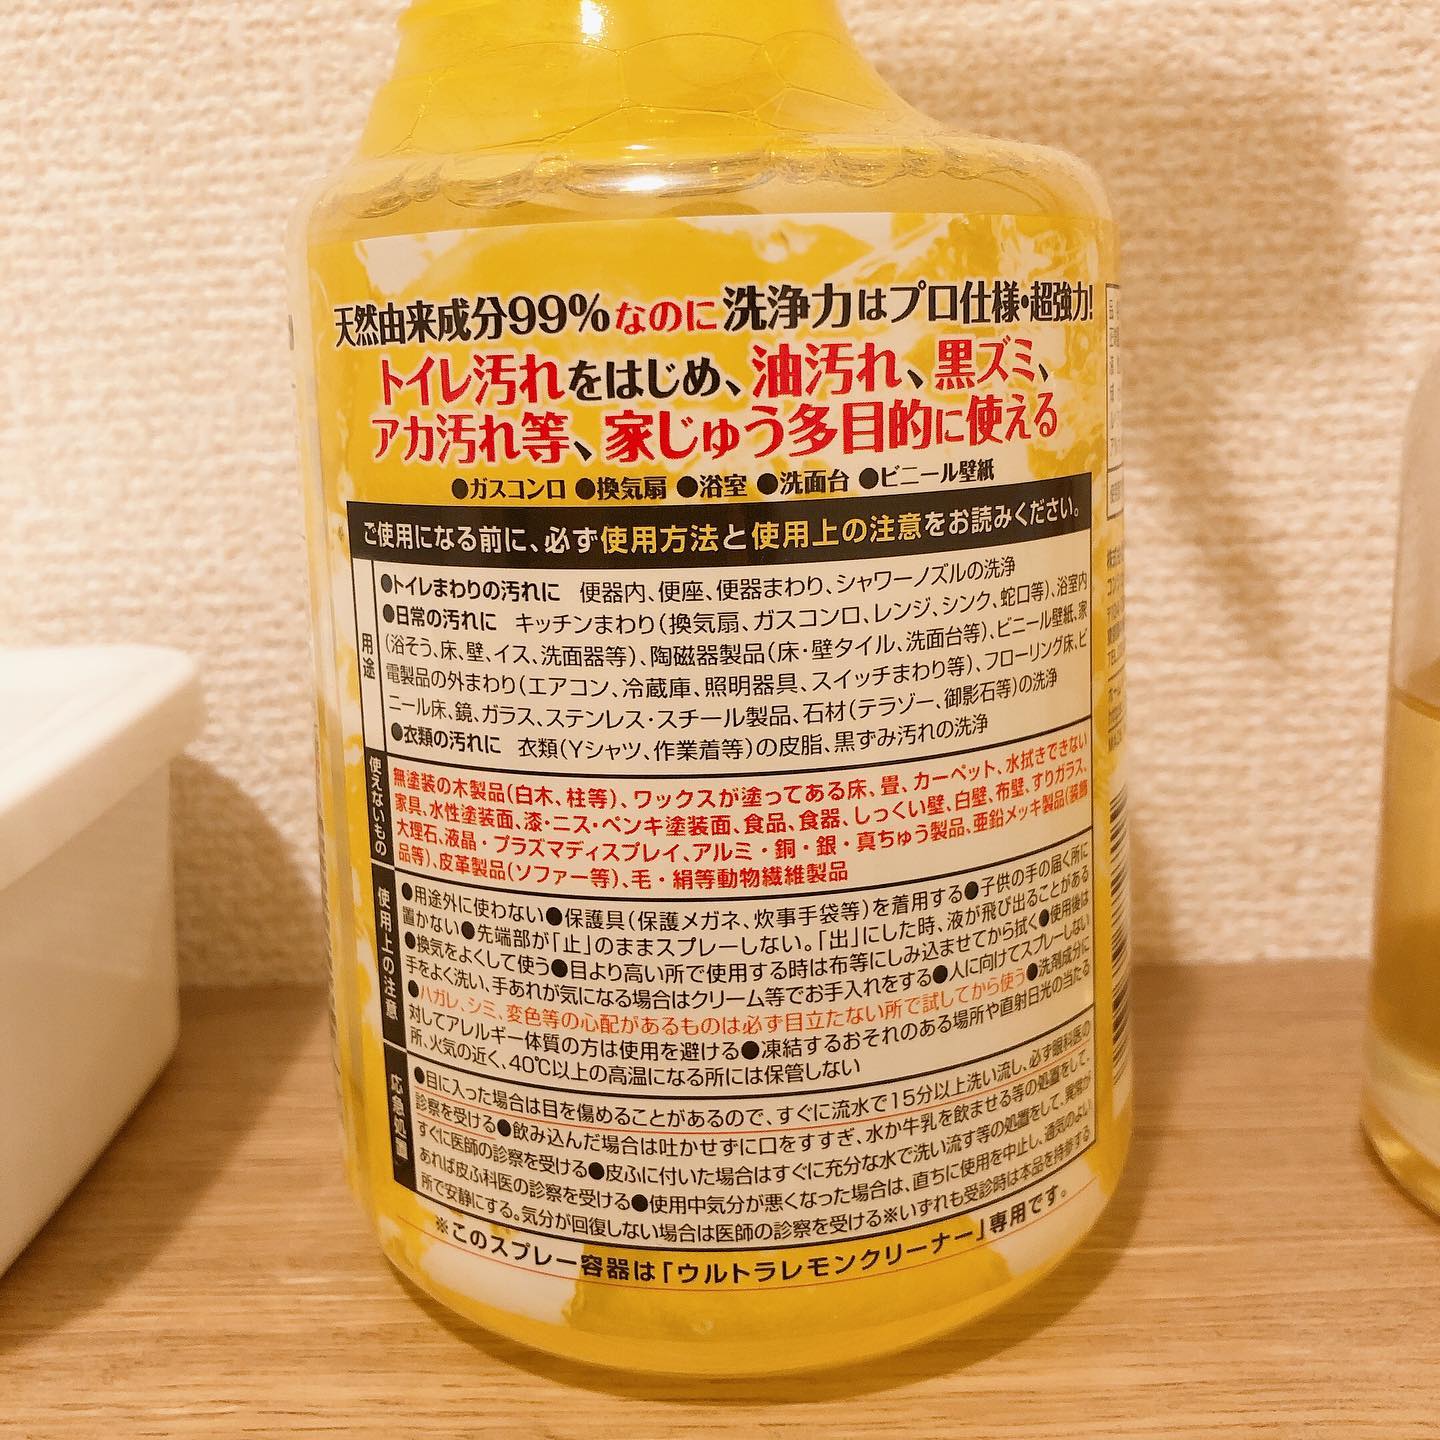 天然由来成分99%なのに洗浄力はプロ仕様・超強力!
トイレ汚れをはじめ、油汚れ、黒ズミ、
アカ汚れ等、家じゅう多目的に使える
●ガスコンロ ●換気扇 ●浴室 ●洗面台 ●ビニール壁紙
ご使用になる前に、必ず使用方法と使用上の注意をお読みください。
用途
●トイレまわりの汚れに 便器内、便座、便器まわり、シャワーノズルの洗浄
●日常の汚れに キッチンまわり(換気扇、ガスコンロ、レンジ、シンク、蛇口等)、浴室内
(浴そう、床、壁、イス、洗面器等)、陶磁器製品(床・壁タイル、洗面台等)、ビニール壁紙、家
電製品の外まわり(エアコン、冷蔵庫、照明器具、スイッチまわり等)、フローリング床、ビ
ニール床、鏡、ガラス、ステンレス・スチール製品、石材(テラゾー、御影石等)の洗浄
●衣類の汚れに 衣類(Yシャツ、作業着等)の皮脂、黒ずみ汚れの洗浄
使えないもの
無塗装の木製品(白木、柱等)、ワックスが塗ってある床、畳、カーペット、水拭きできない
家具、水性塗装面、漆・ニス・ペンキ塗装面、食品、食器、しっくい壁、白壁、布壁、すりガラス、
大理石、液晶・プラズマディスプレイ、アルミ・銅・銀・真ちゅう製品、亜鉛メッキ製品(装飾
品等)、皮革製品(ソファー等)、毛・絹等動物繊維製品
使用上の注意
●用途外に使わない●保護具(保護メガネ、炊事手袋等)を着用する●子供の手の届く所に
置かない●先端部が「止」のままスプレーしない。「出」にした時、液が飛び出ることがある
●換気をよくして使う●目より高い所で使用する時は布等にしみ込ませてから拭く●使用後は
手をよく洗い、手あれが気になる場合はクリーム等でお手入れをする●人に向けてスプレーしない
●ハガレ、シミ、変色等の心配があるものは必ず目立たない所で試してから使う●洗剤成分に
対してアレルギー体質の方は使用を避ける●凍結するおそれのある場所や直射日光の当たる
所、火気の近く、40℃以上の高温になる所には保管しない
応急処置
●目に入った場合は目を傷めることがあるので、すぐに流水で15分以上洗い流し、必ず眼科医の
診察を受ける●飲み込んだ場合は吐かせずに口をすすぎ、水か牛乳を飲ませる等の処置をして、
すぐに医師の診察を受ける●皮ふに付いた場合はすぐに充分な水で洗い流す等の処置をして、異常が
あれば皮ふ科医の診察を受ける●使用中気分が悪くなった場合は、直ちに使用を中止し、通気のよい
所で安静にする。気分が回復しない場合は医師の診察を受ける※いずれも受診時は本品を持参する
※このスプレー容器は「ウルトラレモンクリーナー」専用です。